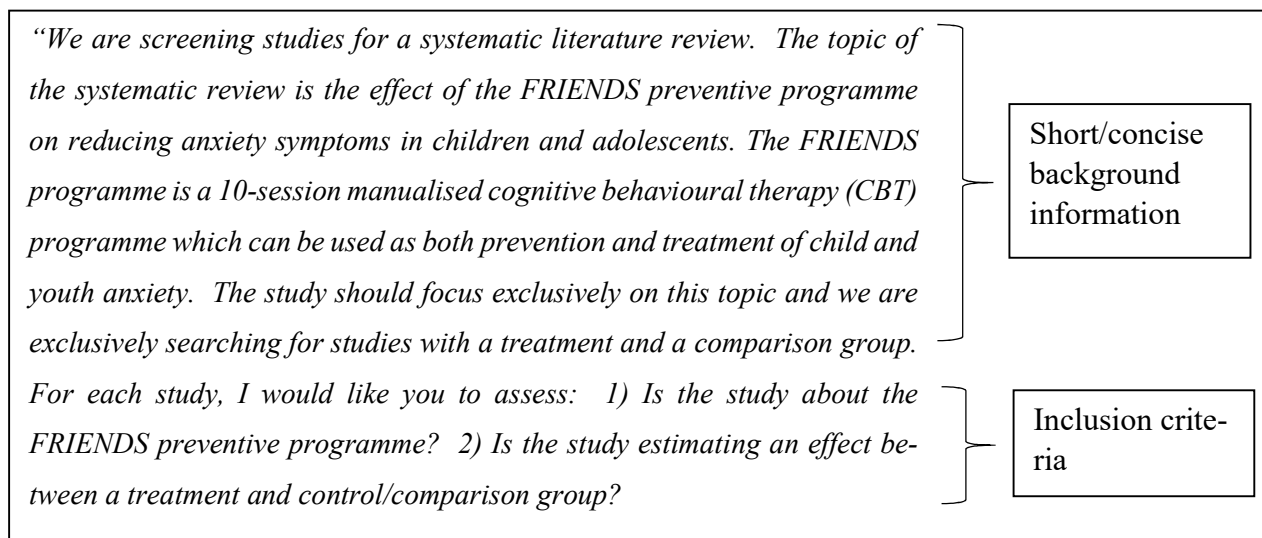 “We are screening studies for a systematic literature review. The topic of
the systematic review is the effect of the FRIENDS preventive programme
on reducing anxiety symptoms in children and adolescents. The FRIENDS
programme is a 10-session manualised cognitive behavioural therapy (CBT)
programme which can be used as both prevention and treatment of child and
youth anxiety. The study should focus exclusively on this topic and we are
exclusively searching for studies with a treatment and a comparison group.
For each study, I would like you to assess: 1) Is the study about the
FRIENDS preventive programme? 2) Is the study estimating an effect be-
tween a treatment and control/comparison group?
Short/concise
background
information
Inclusion crite-
ria